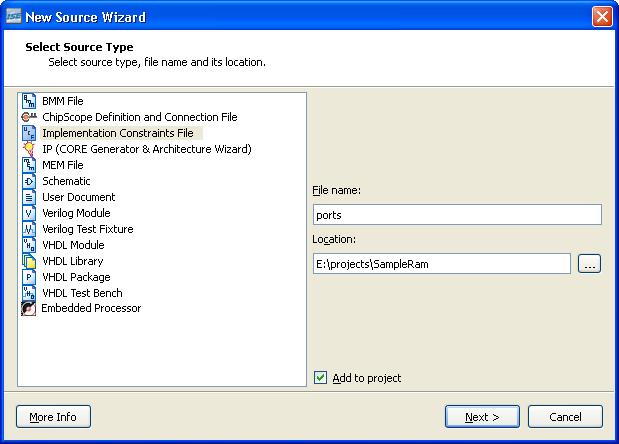 ISE New Source Wizard
Select Source Type
Select source type, file name and its location.
BMM File
ChipScope Definition and Connection File
Implementation Constraints File
IP (CORE Generator & Architecture Wizard)
MEM File
Schematic
User Document
Verilog Module
Verilog Test Fixture
VHDL Module
VHDL Library
VHDL Package
VHDL Test Bench
Embedded Processor
File name:
ports
Location:
E:\projects\SampleRam
...
Add to project
More Info
Next >
Cancel